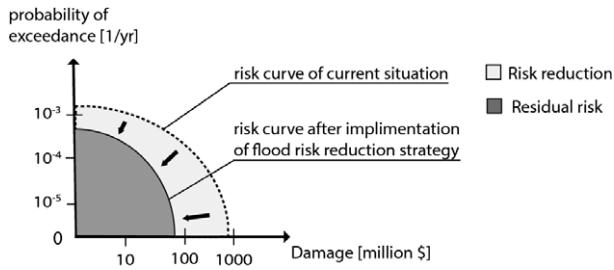 probability of
exceedance [1/yr]
risk curve of current situation
Risk reduction
Residual risk
risk curve after implimentation
of flood risk reduction strategy
10⁻³
10⁻⁴
10⁻⁵
0
10
100
1000
Damage [million $]